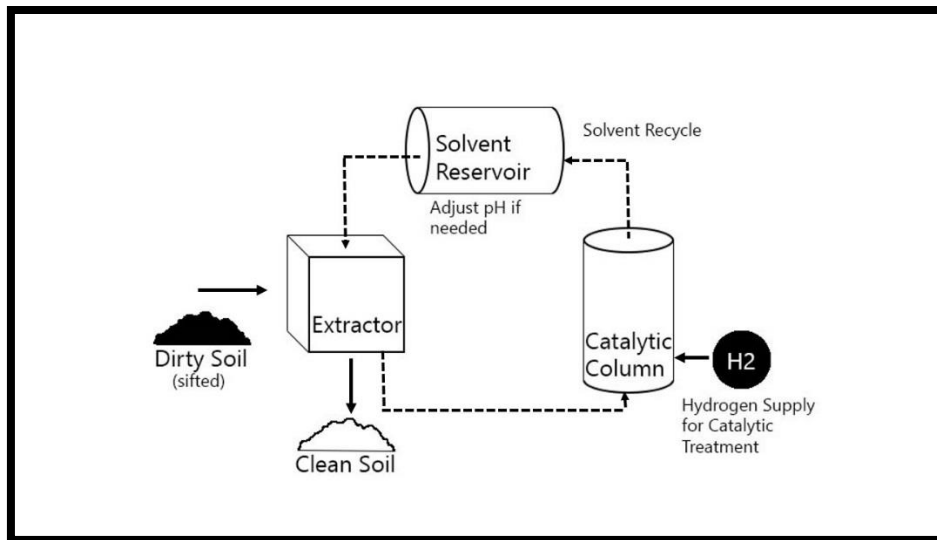 Solvent Recycle
Solvent
Reservoir
Adjust pH if
needed
Extractor
Dirty Soil
(sifted)
Clean Soil
Catalytic
Column
H2
Hydrogen Supply
for Catalytic
Treatment